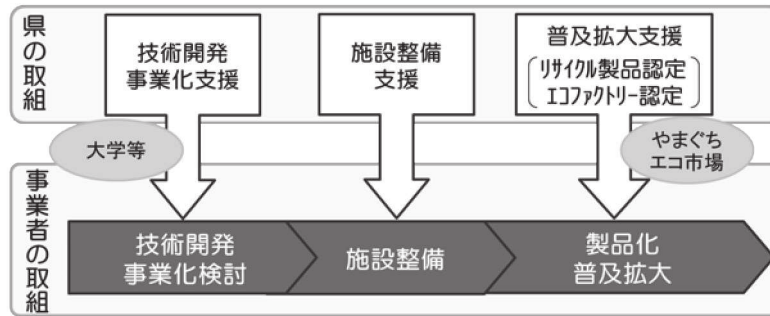 県の取組
技術開発
事業化支援
施設整備
支援
普及拡大支援
リサイクル製品認定
エコファクトリー認定
大学等
やまぐち
エコ市場
事業者の取組
技術開発
事業化検討
施設整備
製品化
普及拡大